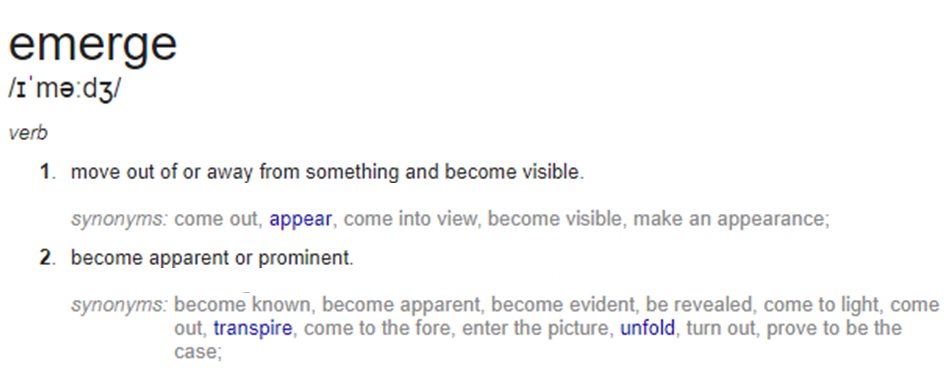 emerge
/ɪˈməːdʒ/
verb
1. move out of or away from something and become visible.
synonyms: come out, appear, come into view, become visible, make an appearance;
2. become apparent or prominent.
synonyms: become known, become apparent, become evident, be revealed, come to light, come
out, transpire, come to the fore, enter the picture, unfold, turn out, prove to be the
case;